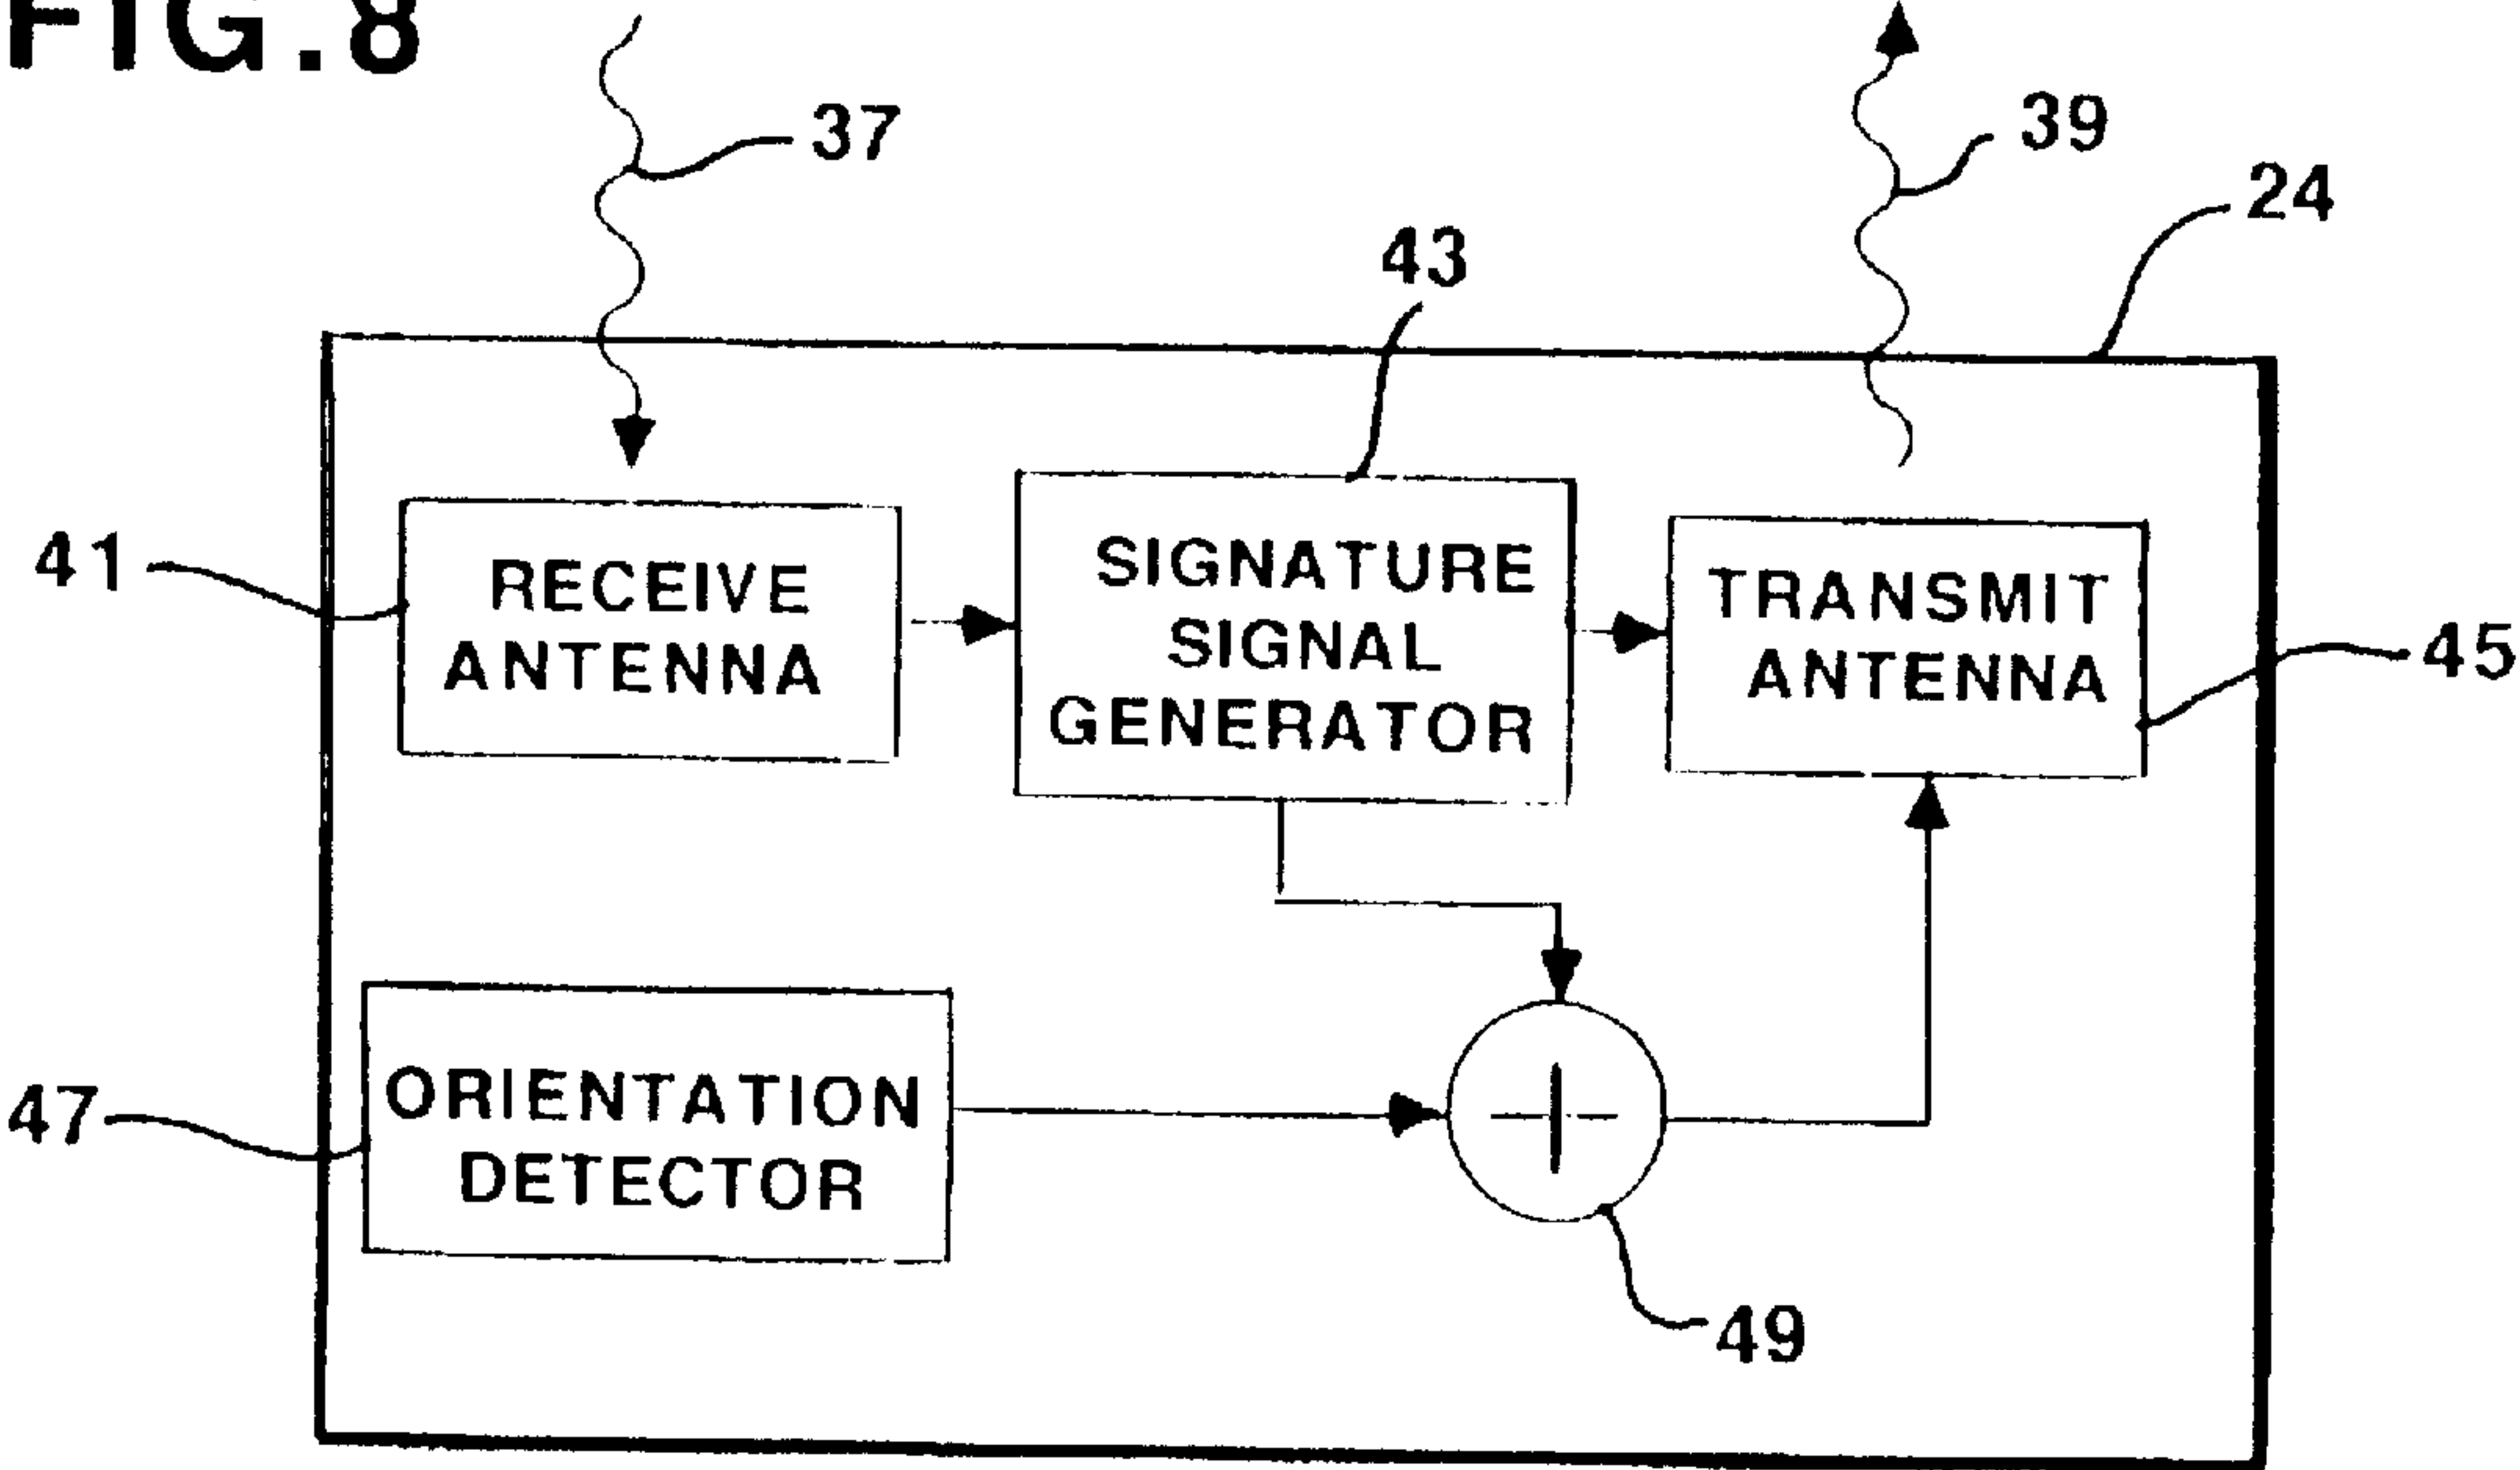 FIG.8
37
39
24
43
41
RECEIVE
ANTENNA
SIGNATURE
SIGNAL
GENERATOR
TRANSMIT
ANTENNA
45
47
ORIENTATION
DETECTOR
49